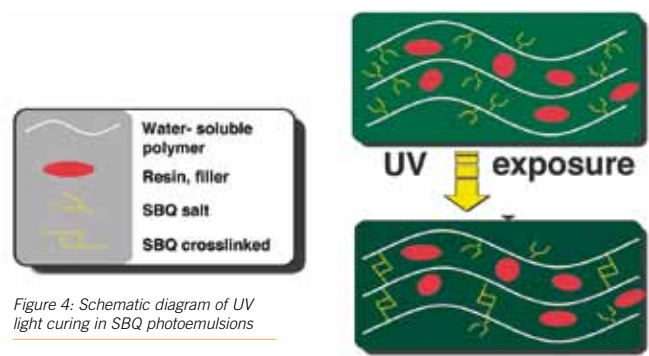 Water- soluble
polymer
Resin, filler
SBQ salt
SBQ crosslinked
Figure 4: Schematic diagram of UV
light curing in SBQ photoemulsions
UV exposure